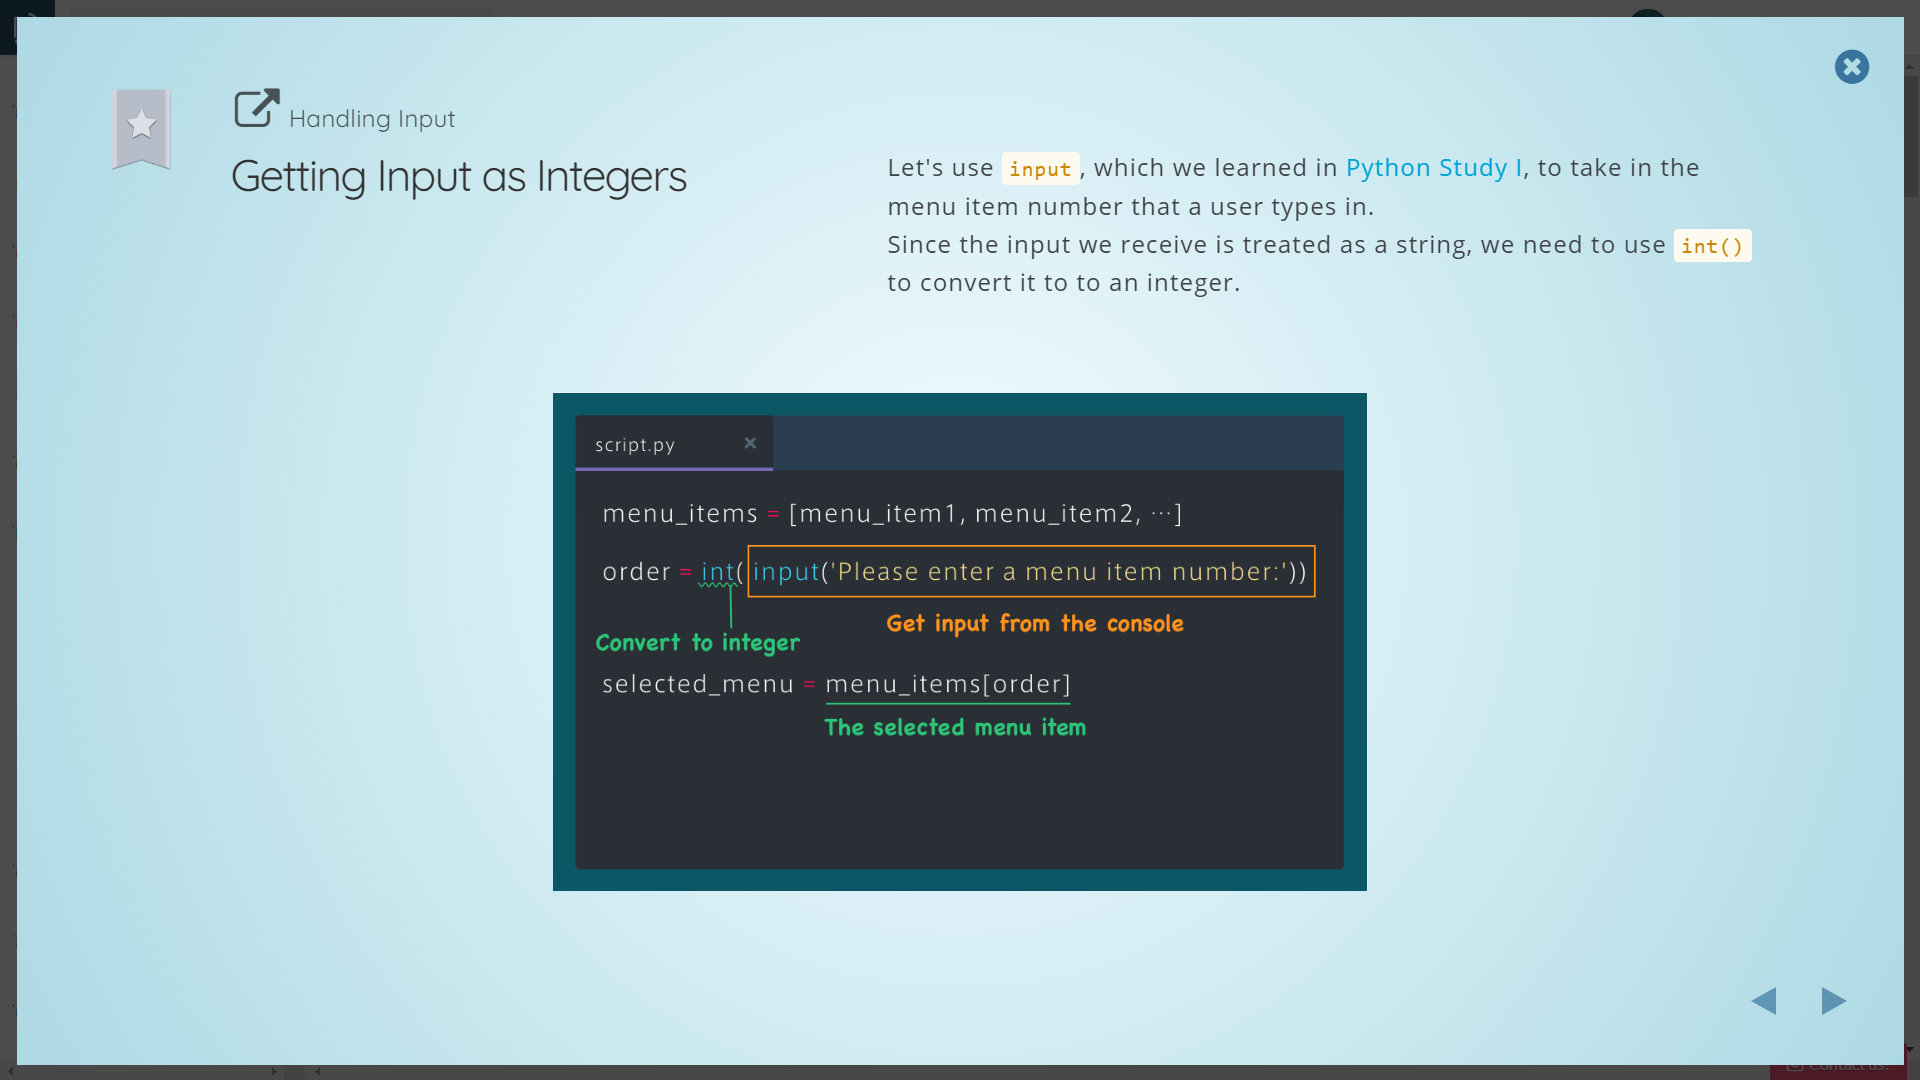 Handling Input
Getting Input as Integers
Let's use input, which we learned in Python Study I, to take in the
menu item number that a user types in.
Since the input we receive is treated as a string, we need to use int()
to convert it to to an integer.
script.py
menu_items = [menu_item1, menu_item2, ···]
order = int(input('Please enter a menu item number:'))
Get input from the console
Convert to integer
selected_menu = menu_items[order]
The selected menu item
Contact us!